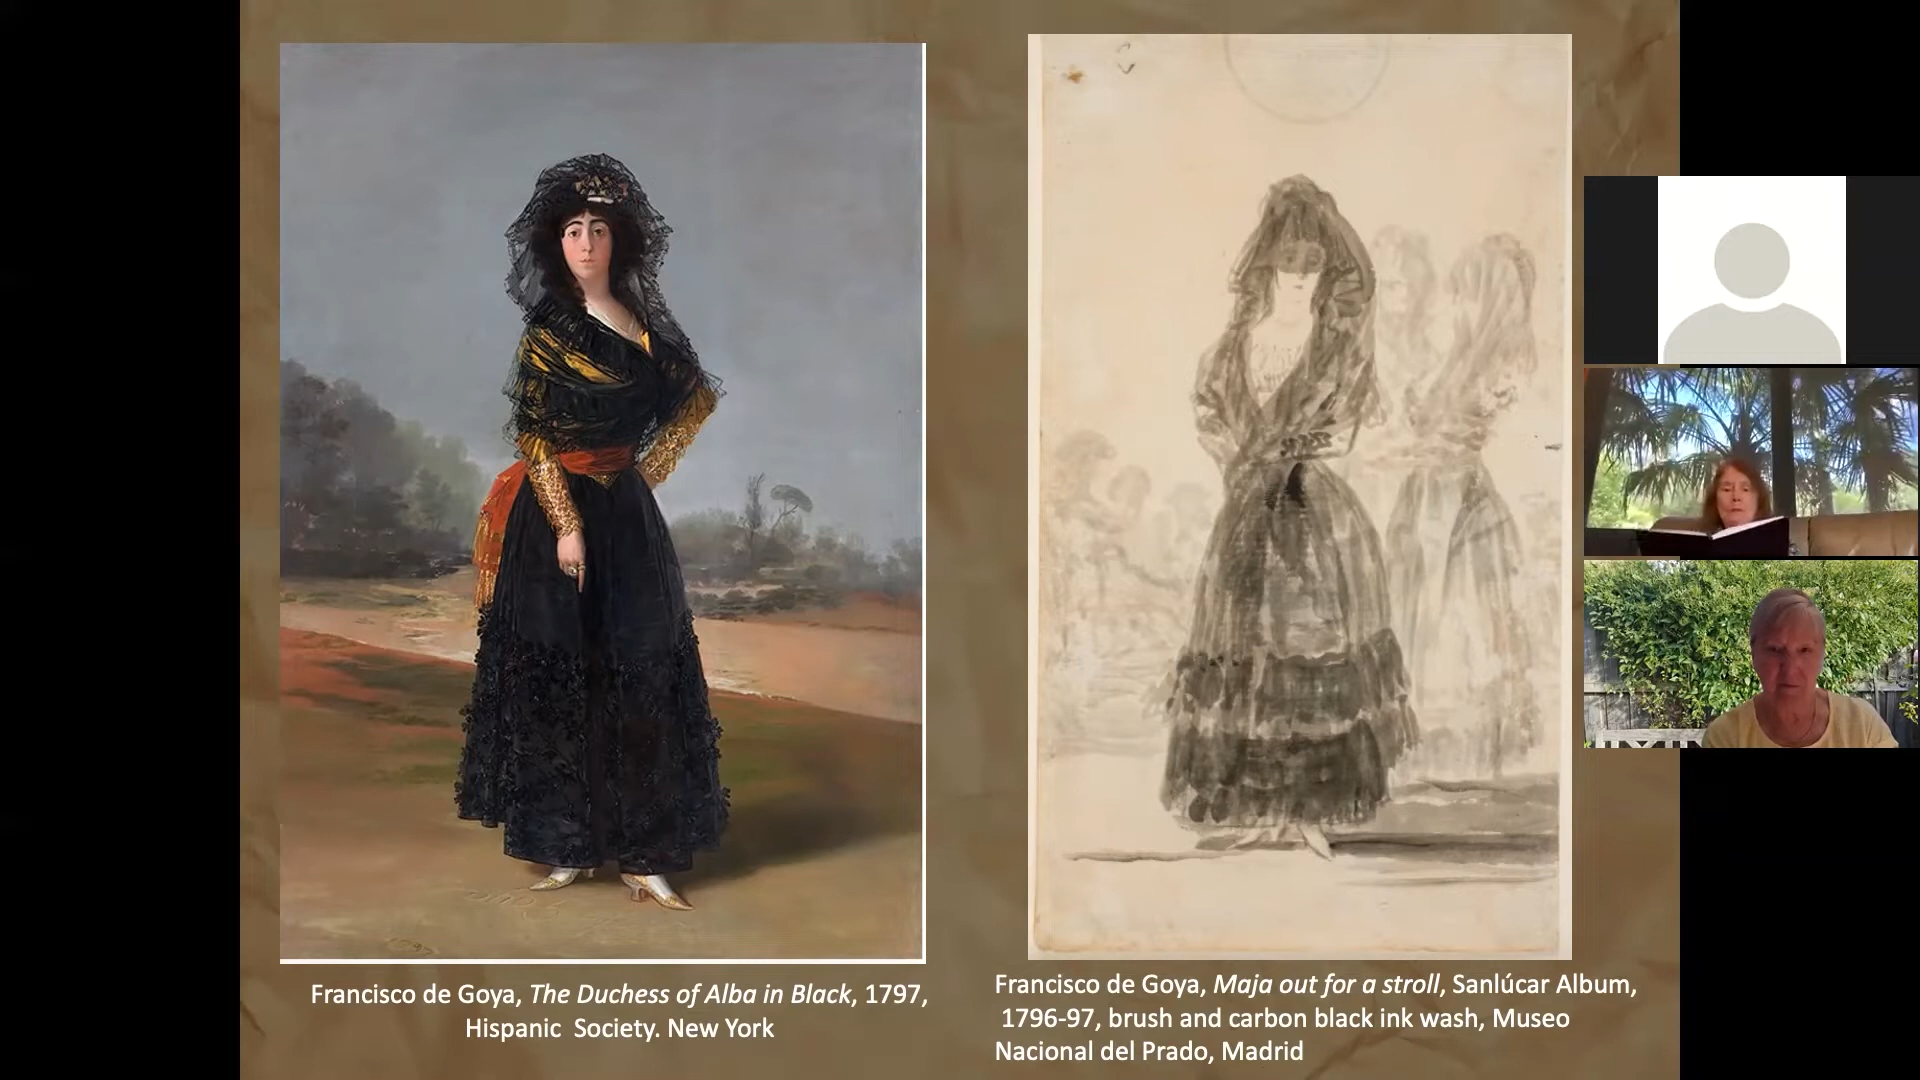 Francisco de Goya, The Duchess of Alba in Black, 1797,
Hispanic Society. New York
Francisco de Goya, Maja out for a stroll, Sanlúcar Album,
1796-97, brush and carbon black ink wash, Museo
Nacional del Prado, Madrid